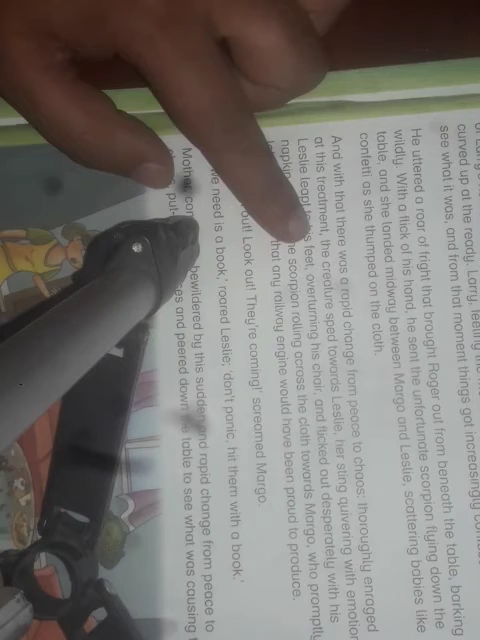 curved up at the ready. Larry, feeling the
see what it was, and from that moment things got increasingly
He uttered a roar of fright that brought Roger out from beneath the table, barking
wildly. With a flick of his hand, he sent the unfortunate scorpion flying down the
table, and she landed midway between Margo and Leslie, scattering babies like
confetti as she thumped on the cloth.
And with that there was a rapid change from peace to chaos: thoroughly enraged
at this treatment, the creature sped towards Leslie, her sting quivering with emotion
Leslie leapt to his feet, overturning his chair, and flicked out desperately with his
napkin, the scorpion rolling across the cloth towards Margo, who promptly
that any railway engine would have been proud to produce.
out! Look out! They're coming!' screamed Margo.
we need is a book,' roared Leslie; 'don't panic, hit them with a book.'
Mother, bewildered by this sudden and rapid change from peace to
put and peered down the table to see what was causing